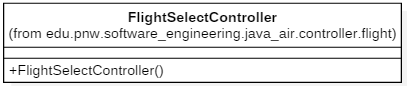 FlightSelectController
(from edu.pnw.software_engineering.java_air.controller.flight)
+FlightSelectController()